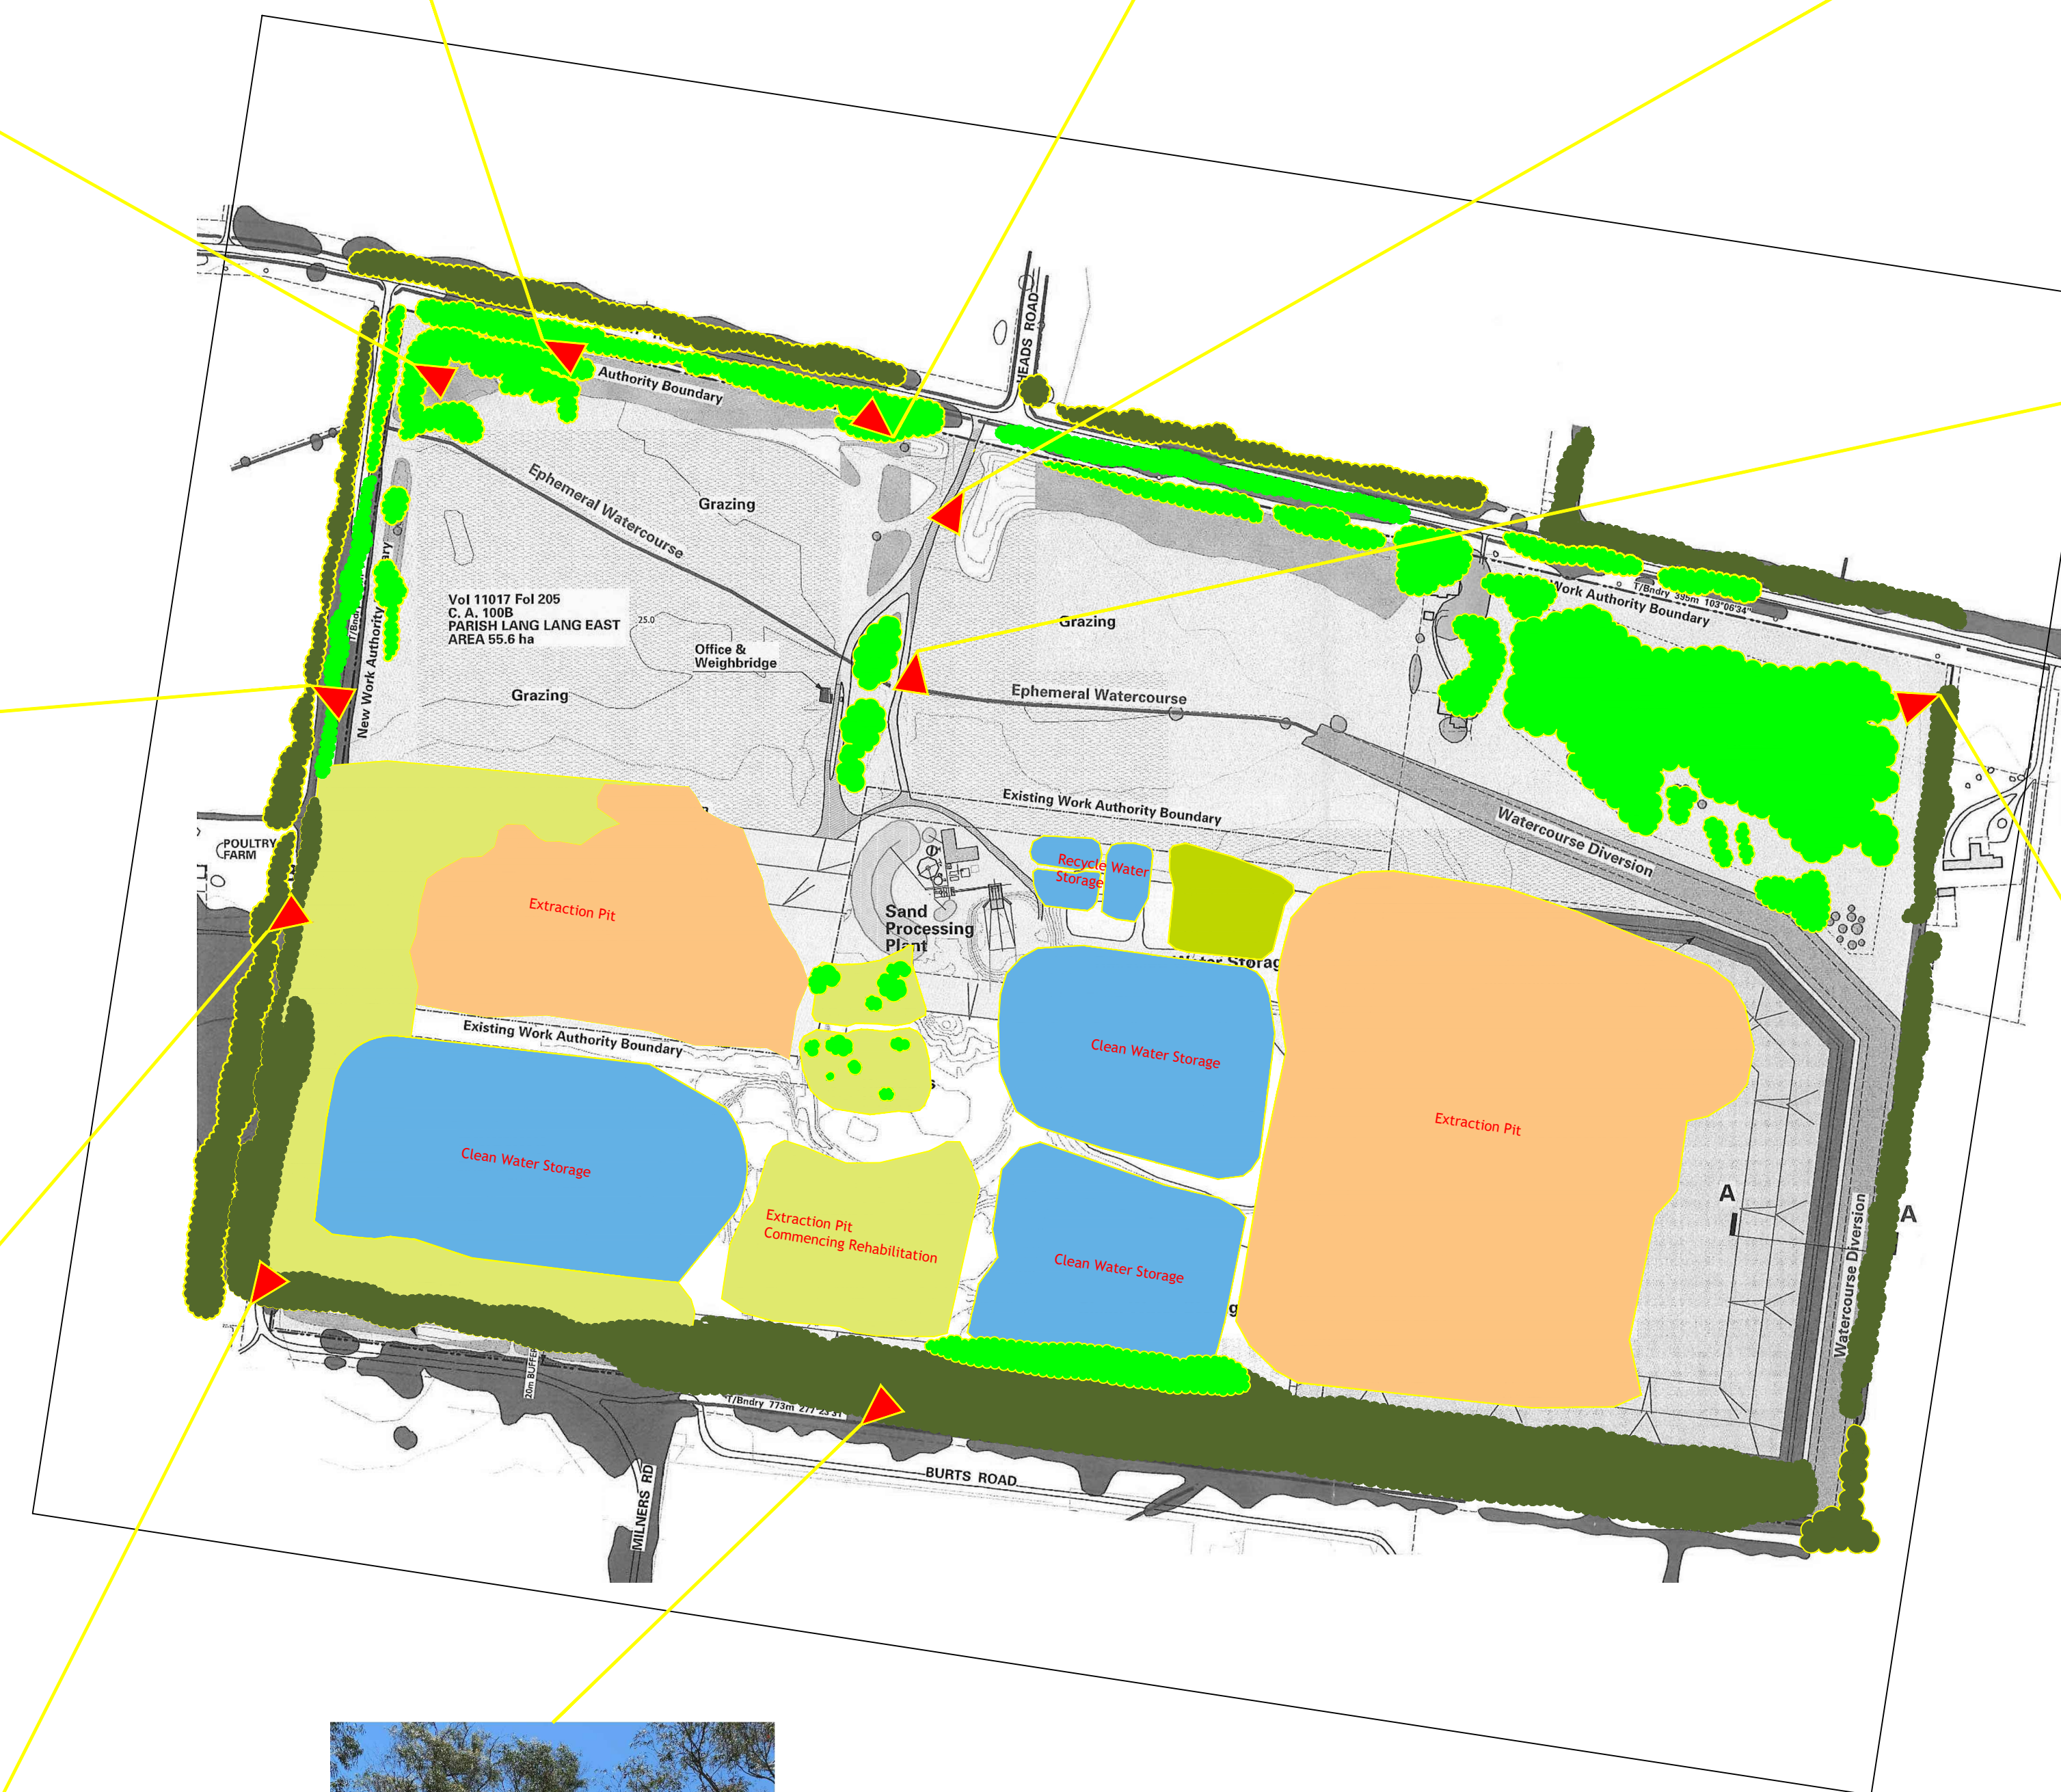 HEADS ROAD
Authority Boundary
Ephemeral Watercourse
Grazing
Vol 11017 Fol 205
C. A. 100B
PARISH LANG LANG EAST
AREA 55.6 ha
25.0
Office &
Weighbridge
Grazing
Grazing
Ephemeral Watercourse
T/Bndry 395m 103°06'34"
Work Authority Boundary
New Work Authority
T/Bnd
Existing Work Authority Boundary
Watercourse Diversion
POULTRY
FARM
Recycle Water
Storage
Extraction Pit
Sand
Processing
Plant
Water Storag
Existing Work Authority Boundary
Clean Water Storage
Extraction Pit
Clean Water Storage
Extraction Pit
Commencing Rehabilitation
Clean Water Storage
A
A
Watercourse Diversion
20m BUFFER
T/Bndry 773m
BURTS ROAD
MILNERS RD